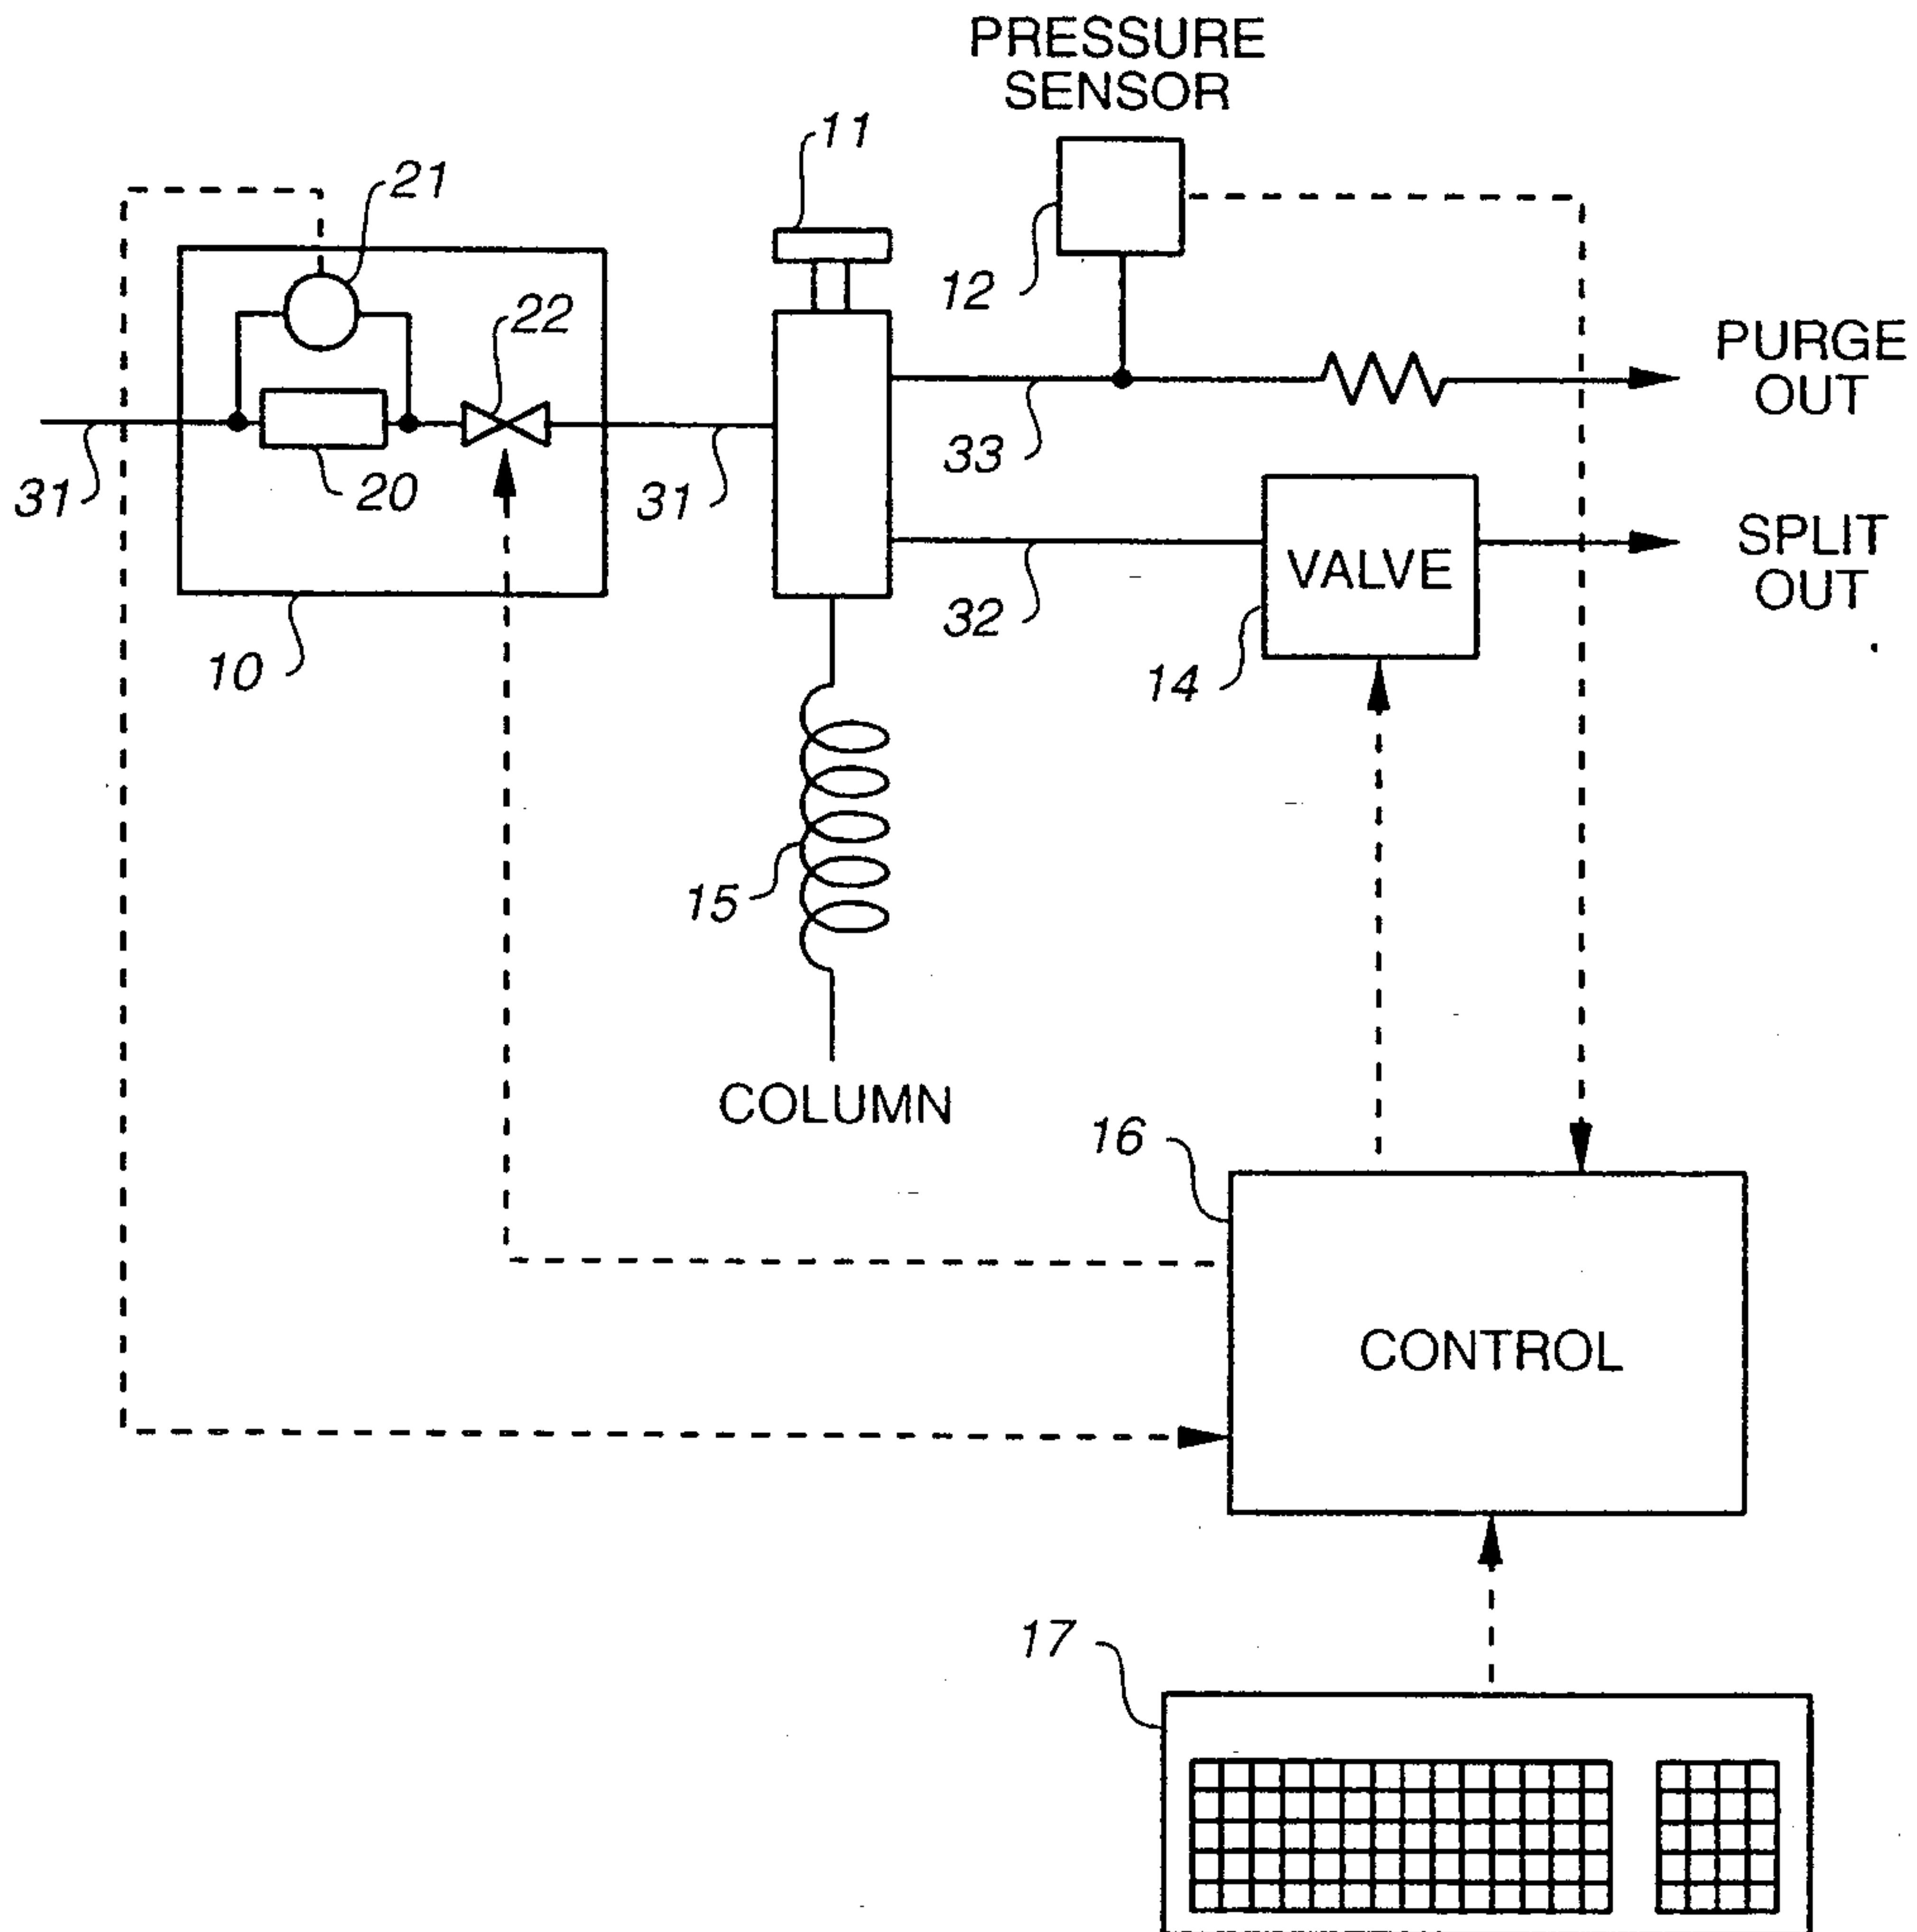 PRESSURE
SENSOR
11
21
12
22
PURGE
OUT
33
31
20
31
SPLIT
OUT
VALVE
32
10
14
15
COLUMN
16
CONTROL
17